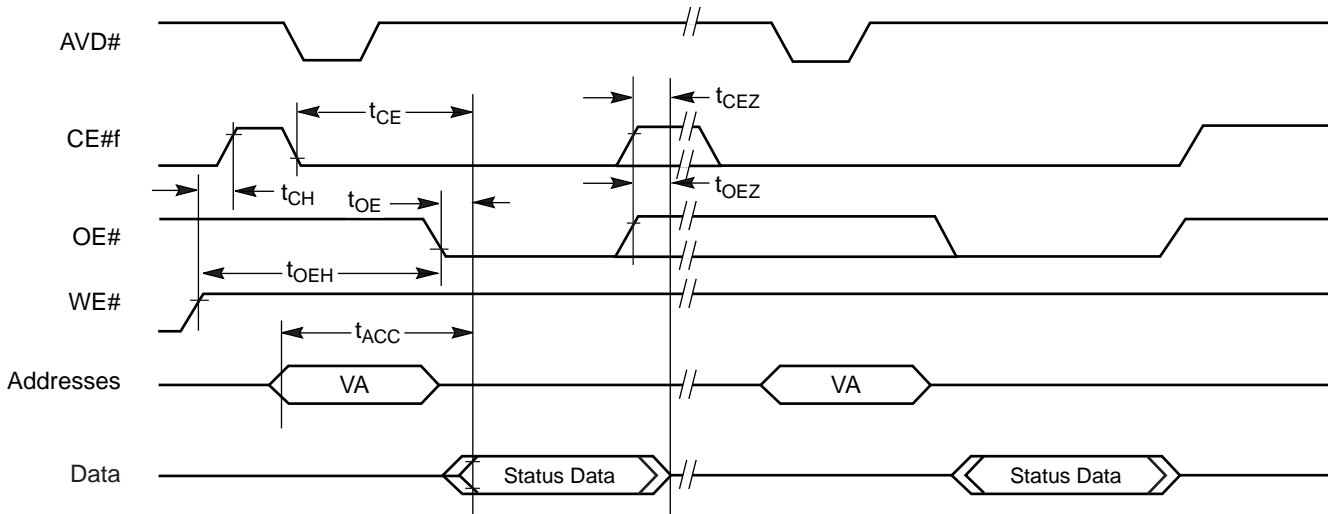 AVD#
tCEZ
tCE
CE#f
tCH
tOE
tOEZ
OE#
tOEH
WE#
tACC
Addresses
VA
VA
Data
Status Data
Status Data